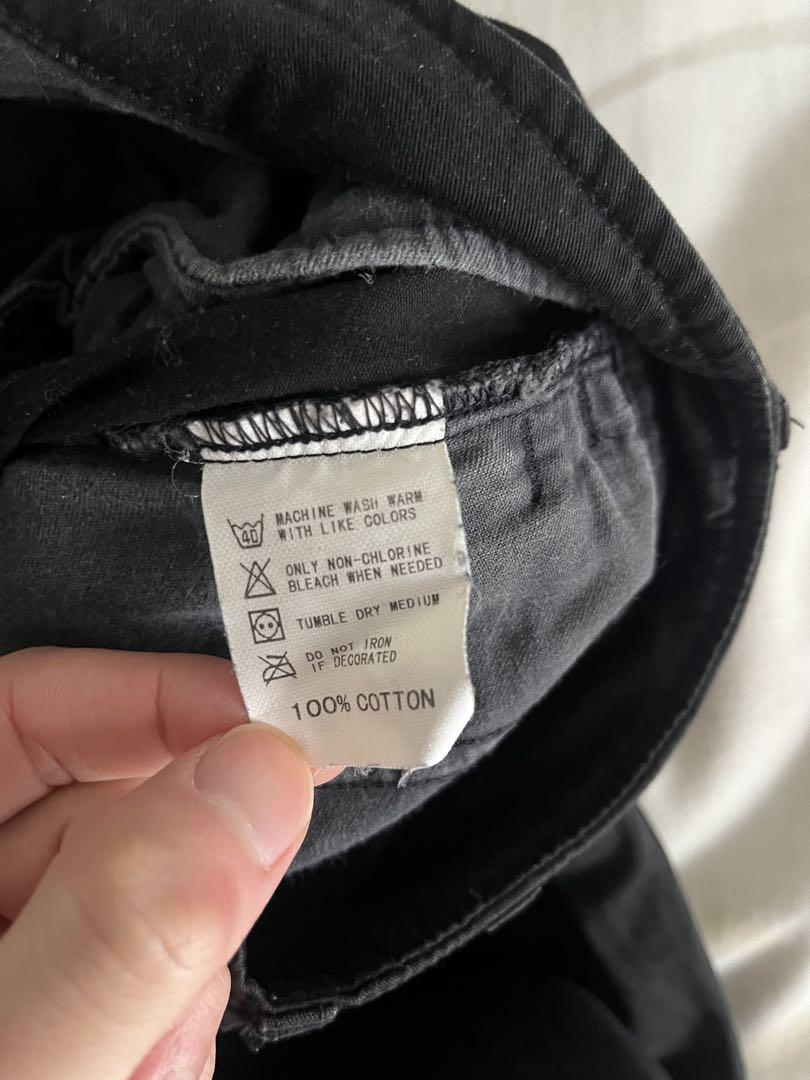 40
MACHINE WASH WARM
WITH LIKE COLORS
ONLY NON-CHLORINE
BLEACH WHEN NEEDED
TUMBLE DRY MEDIUM
DO NOT IRON
IF DECORATED
100% COTTON